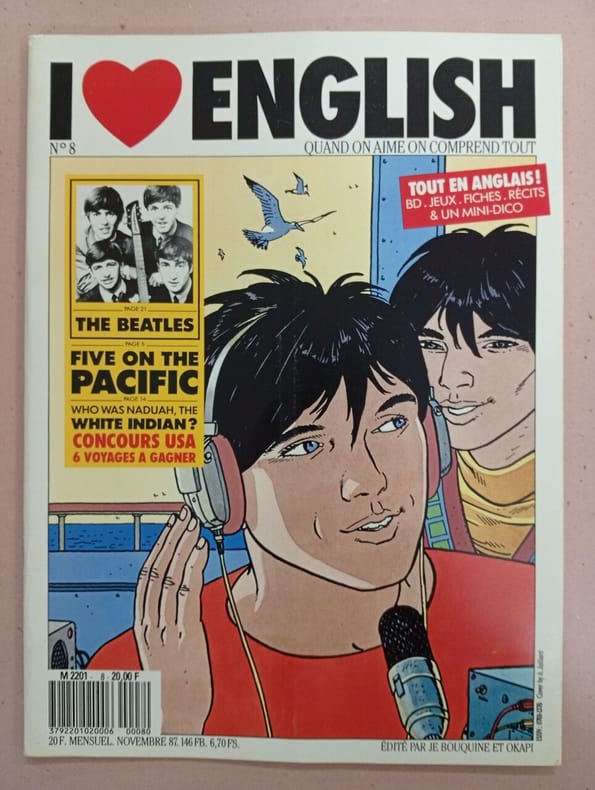 I ❤ ENGLISH
N° 8
QUAND ON AIME ON COMPREND TOUT
TOUT EN ANGLAIS !
BD . JEUX . FICHES . RÉCITS
& UN MINI-DICO
PAGE 21
THE BEATLES
PAGE 5
FIVE ON THE
PACIFIC
PAGE 14
WHO WAS NADUAH, THE
WHITE INDIAN?
CONCOURS USA
6 VOYAGES A GAGNER
M 2201 - 8 - 20,00 F
3792201020006 00080
20 F. MENSUEL. NOVEMBRE 87. 146 FB. 6,70 FS.
ÉDITÉ PAR JE BOUQUINE ET OKAPI
Cover by A. Juillard